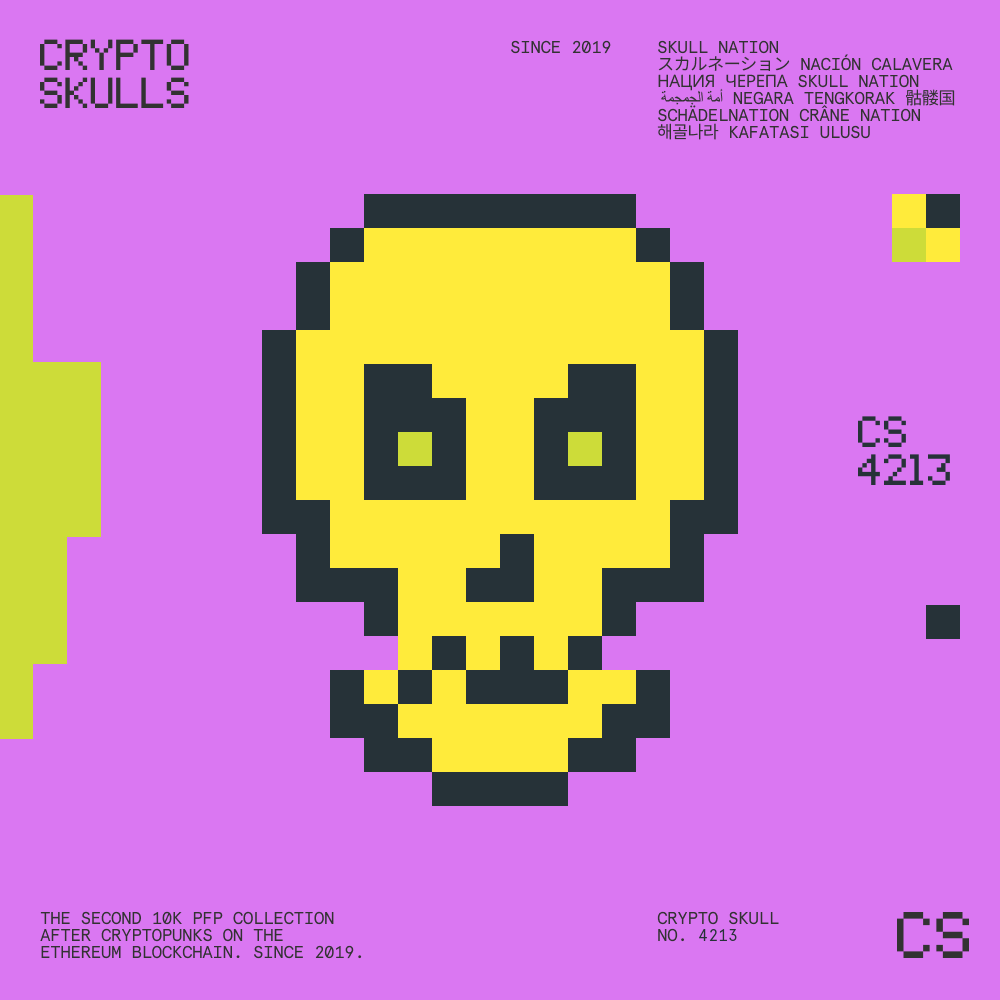 CRYPTO
SKULLS
SINCE 2019
SKULL NATION
スカルネーション NACIÓN CALAVERA
НАЦИЯ ЧЕРЕПА SKULL NATION
أمة الجمجمة NEGARA TENGKORAK 骷髅国
SCHÄDELNATION CRÂNE NATION
해골나라 KAFATASI ULUSU
CS
4213
THE SECOND 10K PFP COLLECTION
AFTER CRYPTOPUNKS ON THE
ETHEREUM BLOCKCHAIN. SINCE 2019.
CRYPTO SKULL
NO. 4213
CS